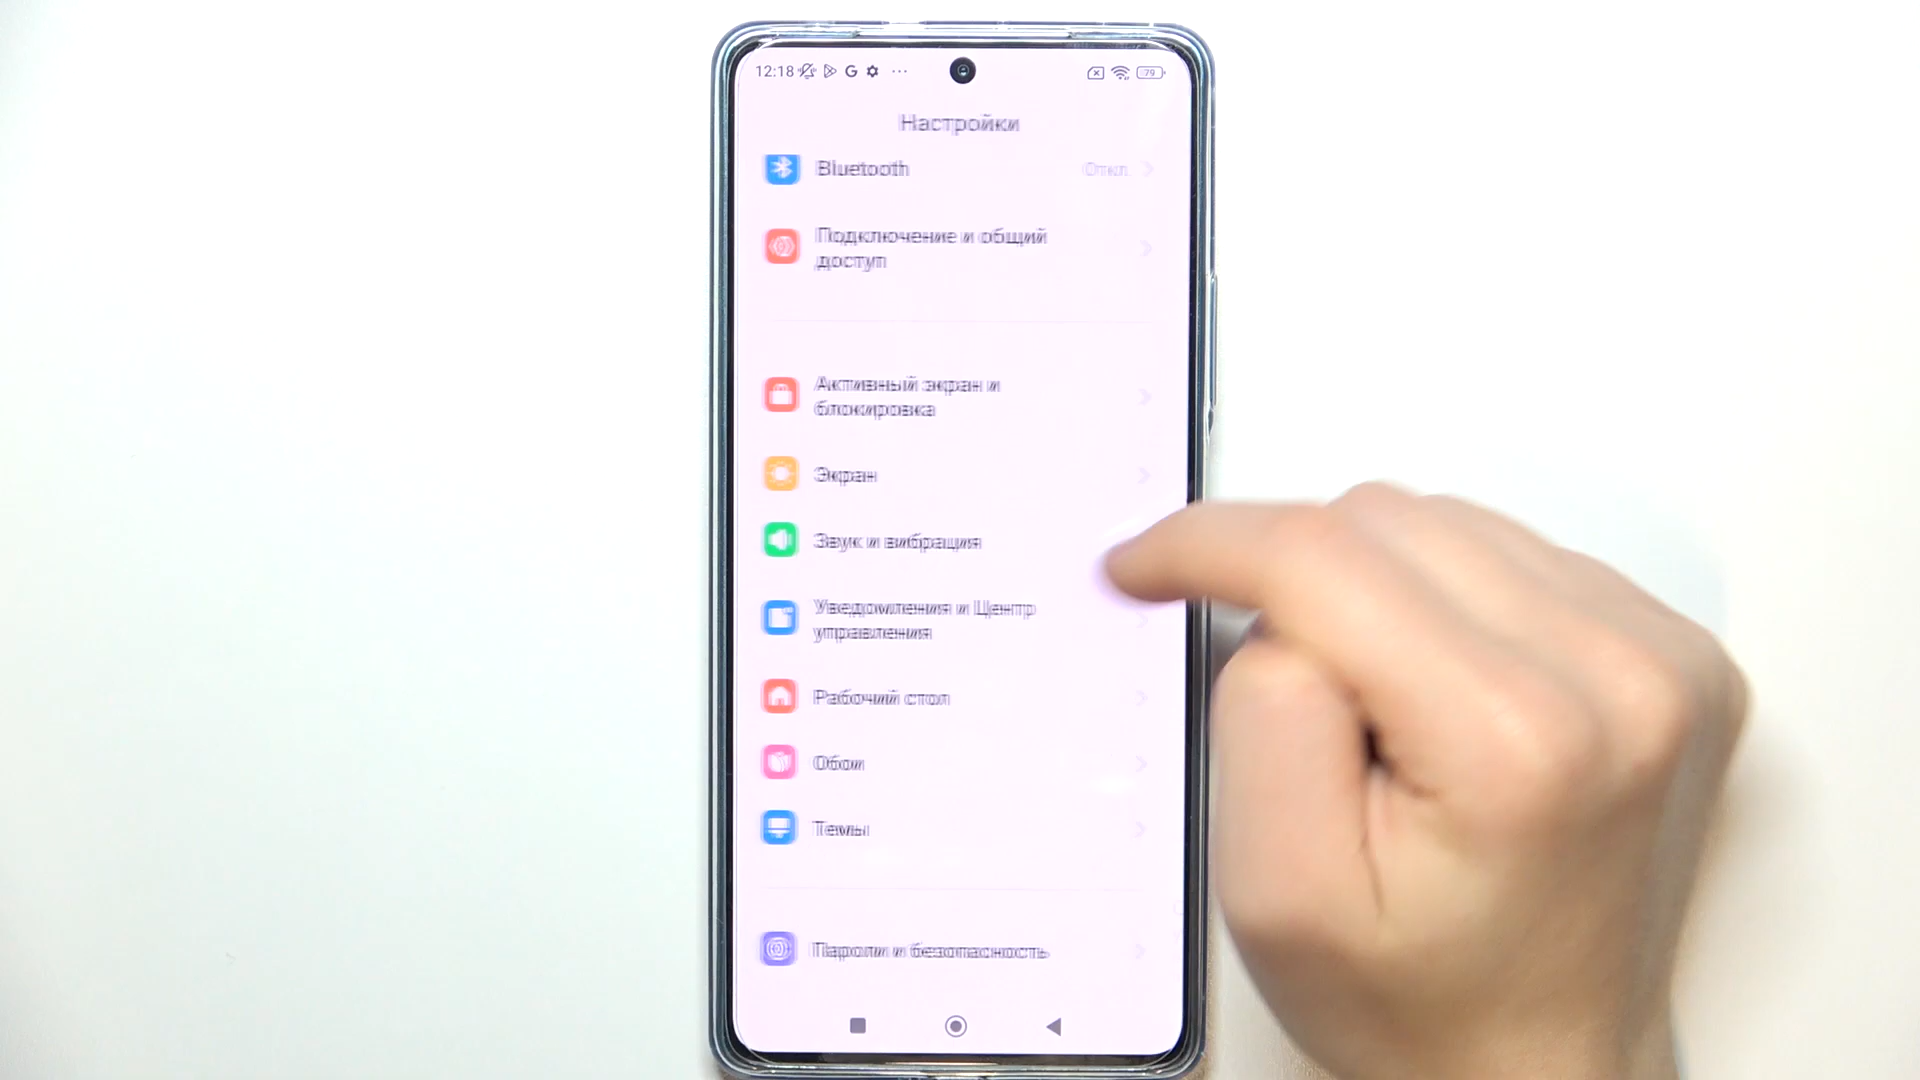 12:18
79
Настройки
Bluetooth Откл.
Подключение и общий
доступ
Активный экран и
блокировка
Экран
Звук и вибрация
Уведомления и Центр
управления
Рабочий стол
Обои
Темы
Пароли и безопасность